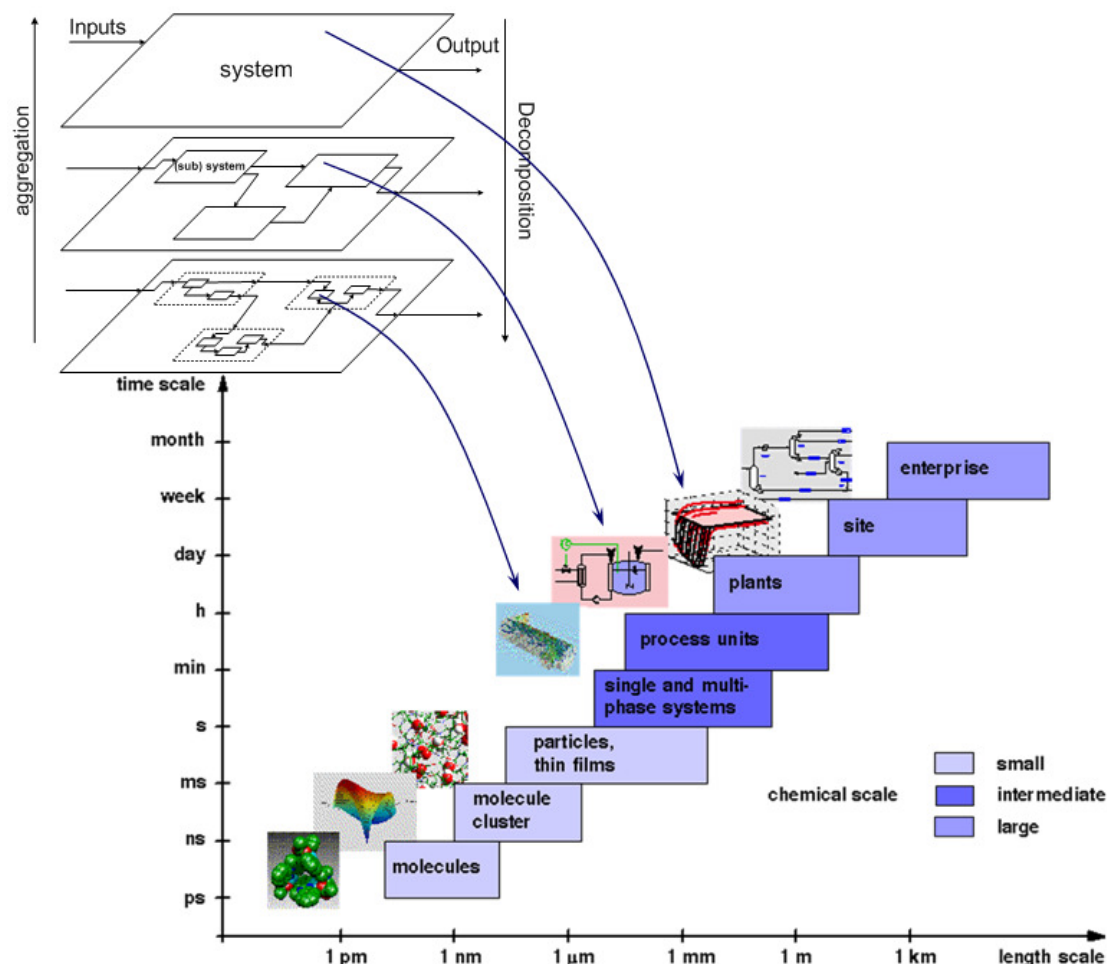 Inputs
Output
system
aggregation
Decomposition
(sub) system
time scale
month
enterprise
week
site
day
plants
h
process units
min
single and multi-
phase systems
s
particles,
thin films
small
ms
chemical scale
intermediate
molecule
cluster
large
ns
molecules
ps
1 pm
1 nm
1 μm
1 mm
1 m
1 km
length scale